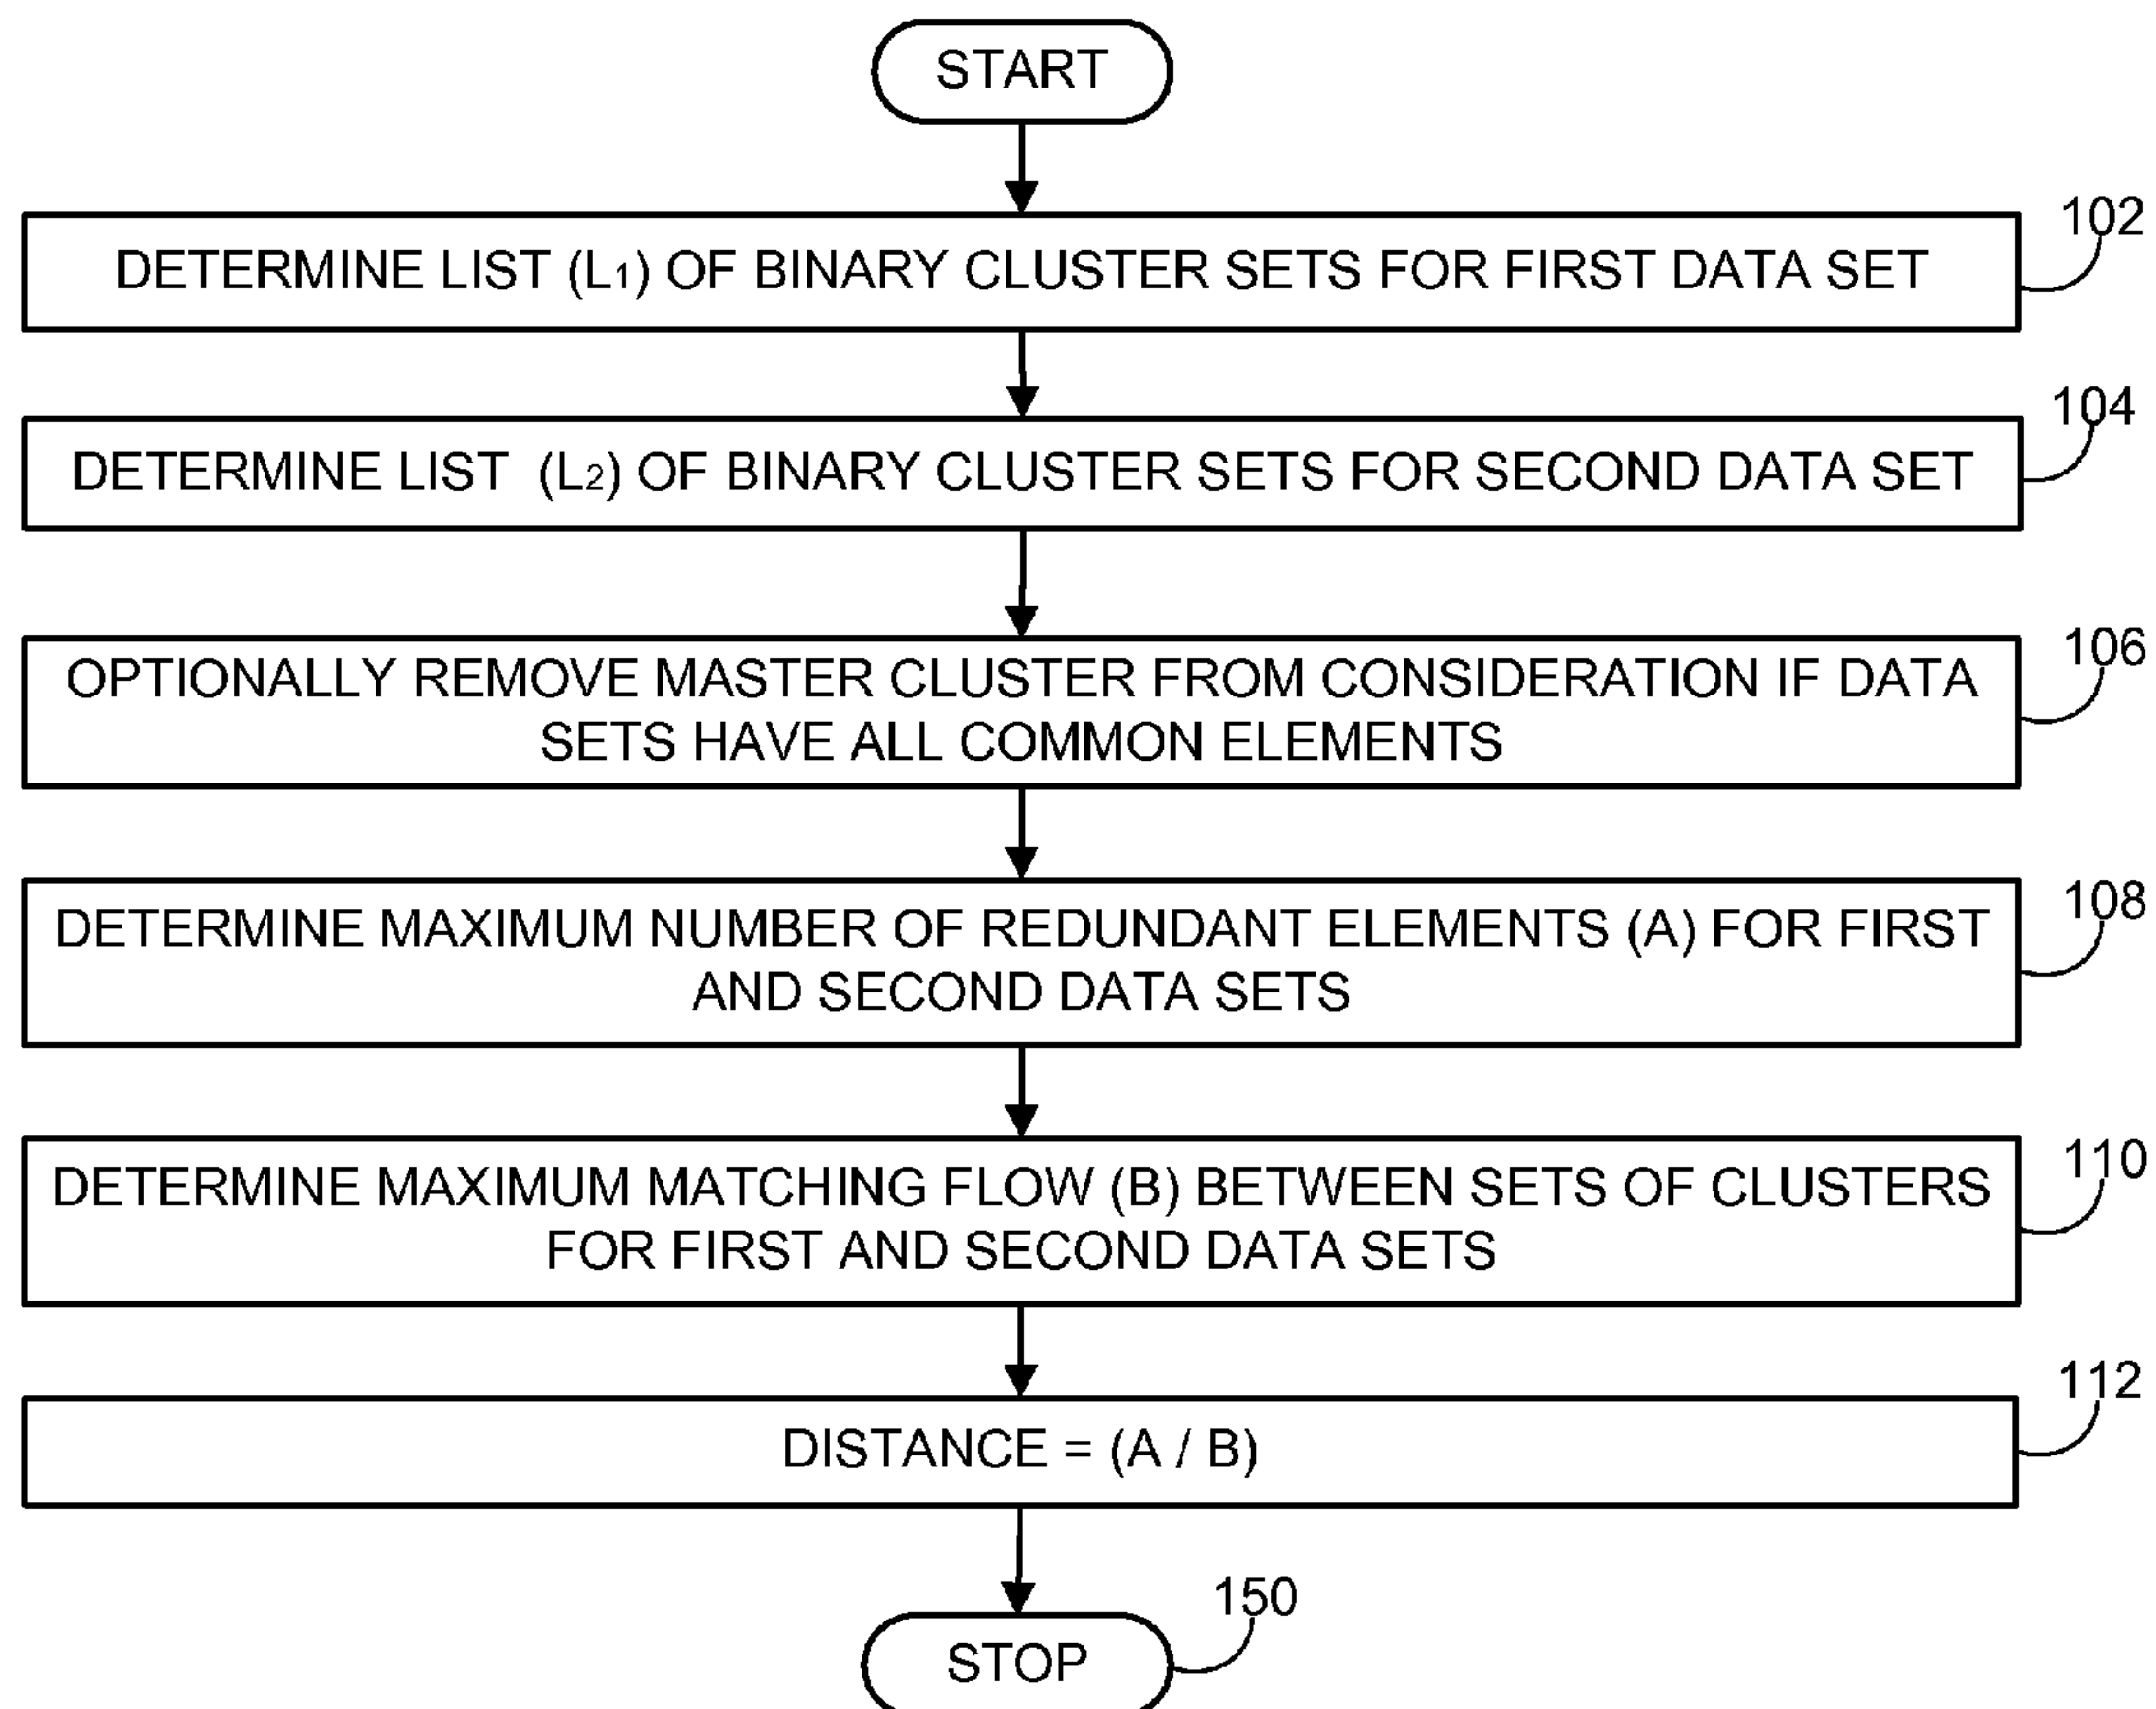 START
102
DETERMINE LIST (L1) OF BINARY CLUSTER SETS FOR FIRST DATA SET
104
DETERMINE LIST (L2) OF BINARY CLUSTER SETS FOR SECOND DATA SET
106
OPTIONALLY REMOVE MASTER CLUSTER FROM CONSIDERATION IF DATA
SETS HAVE ALL COMMON ELEMENTS
108
DETERMINE MAXIMUM NUMBER OF REDUNDANT ELEMENTS (A) FOR FIRST
AND SECOND DATA SETS
110
DETERMINE MAXIMUM MATCHING FLOW (B) BETWEEN SETS OF CLUSTERS
FOR FIRST AND SECOND DATA SETS
112
DISTANCE = (A / B)
150
STOP